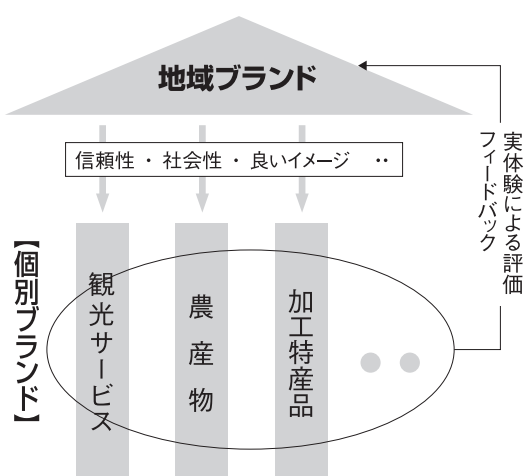 地域ブランド
信頼性 ・ 社会性 ・ 良いイメージ ‥
実体験による評価
フィードバック
【個別ブランド】
観光サービス
農産物
加工特産品